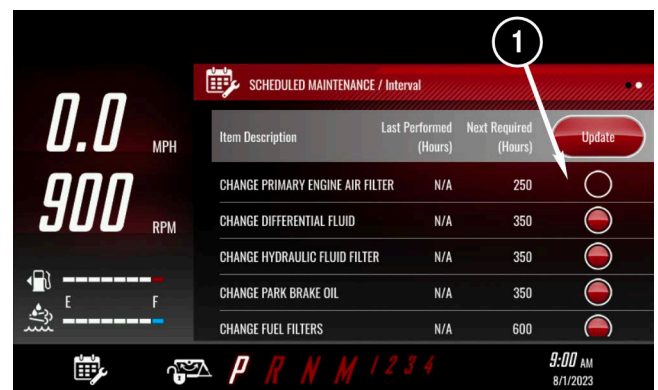 1
SCHEDULED MAINTENANCE / Interval
0.0 MPH
900 RPM
Item Description Last Performed (Hours) Next Required (Hours) Update
CHANGE PRIMARY ENGINE AIR FILTER N/A 250
CHANGE DIFFERENTIAL FLUID N/A 350
CHANGE HYDRAULIC FLUID FILTER N/A 350
CHANGE PARK BRAKE OIL N/A 350
CHANGE FUEL FILTERS N/A 600
E F
P R N M 1 2 3 4
9:00 AM
8/1/2023